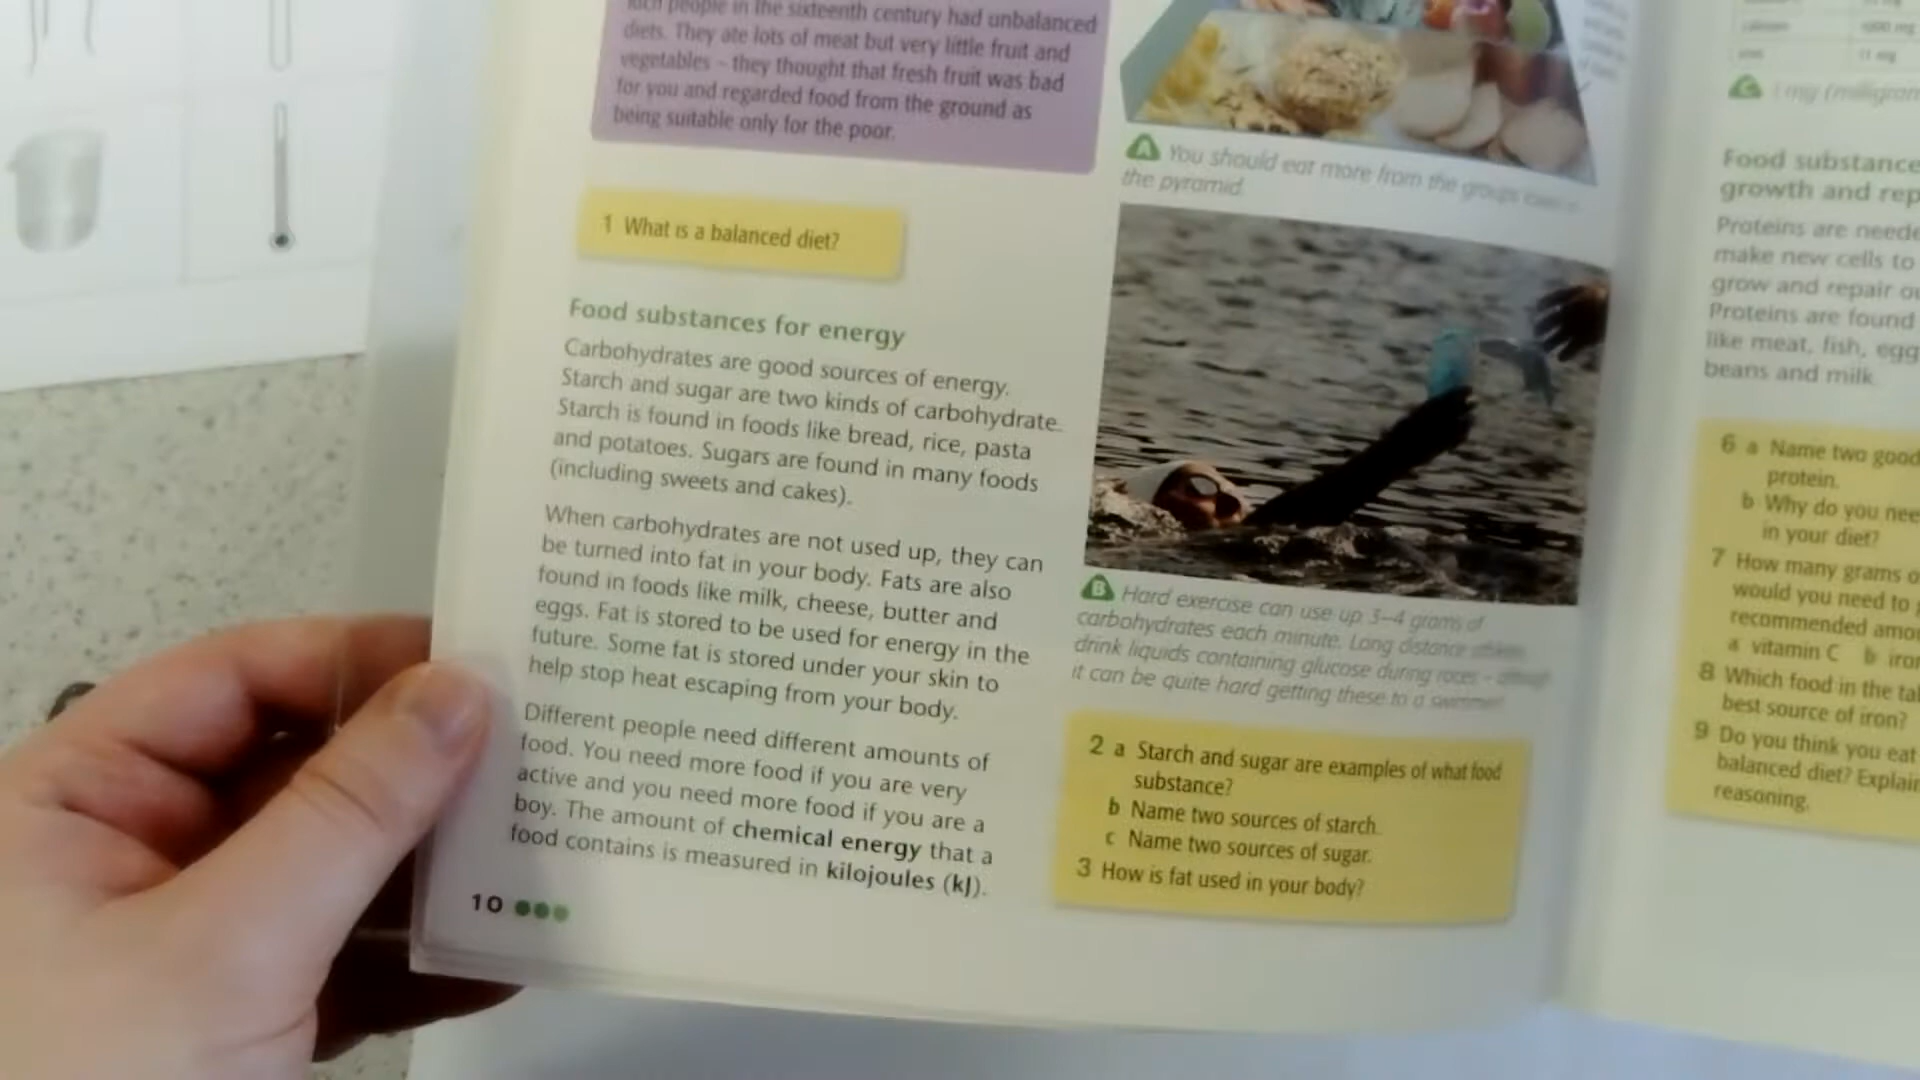 Rich people in the sixteenth century had unbalanced
diets. They ate lots of meat but very little fruit and
vegetables – they thought that fresh fruit was bad
for you and regarded food from the ground as
being suitable only for the poor.
1 What is a balanced diet?
Food substances for energy
Carbohydrates are good sources of energy.
Starch and sugar are two kinds of carbohydrate.
Starch is found in foods like bread, rice, pasta
and potatoes. Sugars are found in many foods
(including sweets and cakes).
When carbohydrates are not used up, they can
be turned into fat in your body. Fats are also
found in foods like milk, cheese, butter and
eggs. Fat is stored to be used for energy in the
future. Some fat is stored under your skin to
help stop heat escaping from your body.
Different people need different amounts of
food. You need more food if you are very
active and you need more food if you are a
boy. The amount of chemical energy that a
food contains is measured in kilojoules (kJ).
10
A You should eat more from the groups
the pyramid.
B Hard exercise can use up 3–4 grams of
carbohydrates each minute. Long distance
drink liquids containing glucose during races –
it can be quite hard getting these to a swimmer!
2 a Starch and sugar are examples of what food
substance?
b Name two sources of starch.
c Name two sources of sugar.
3 How is fat used in your body?
calcium 1000 mg
iron 11 mg
C 1 mg (milligram
Food substance
growth and rep
Proteins are neede
make new cells to
grow and repair ou
Proteins are found
like meat, fish, egg
beans and milk.
6 a Name two good
protein.
b Why do you nee
in your diet?
7 How many grams o
would you need to
recommended amou
a vitamin C b iron
8 Which food in the tab
best source of iron?
9 Do you think you eat
balanced diet? Explain
reasoning.